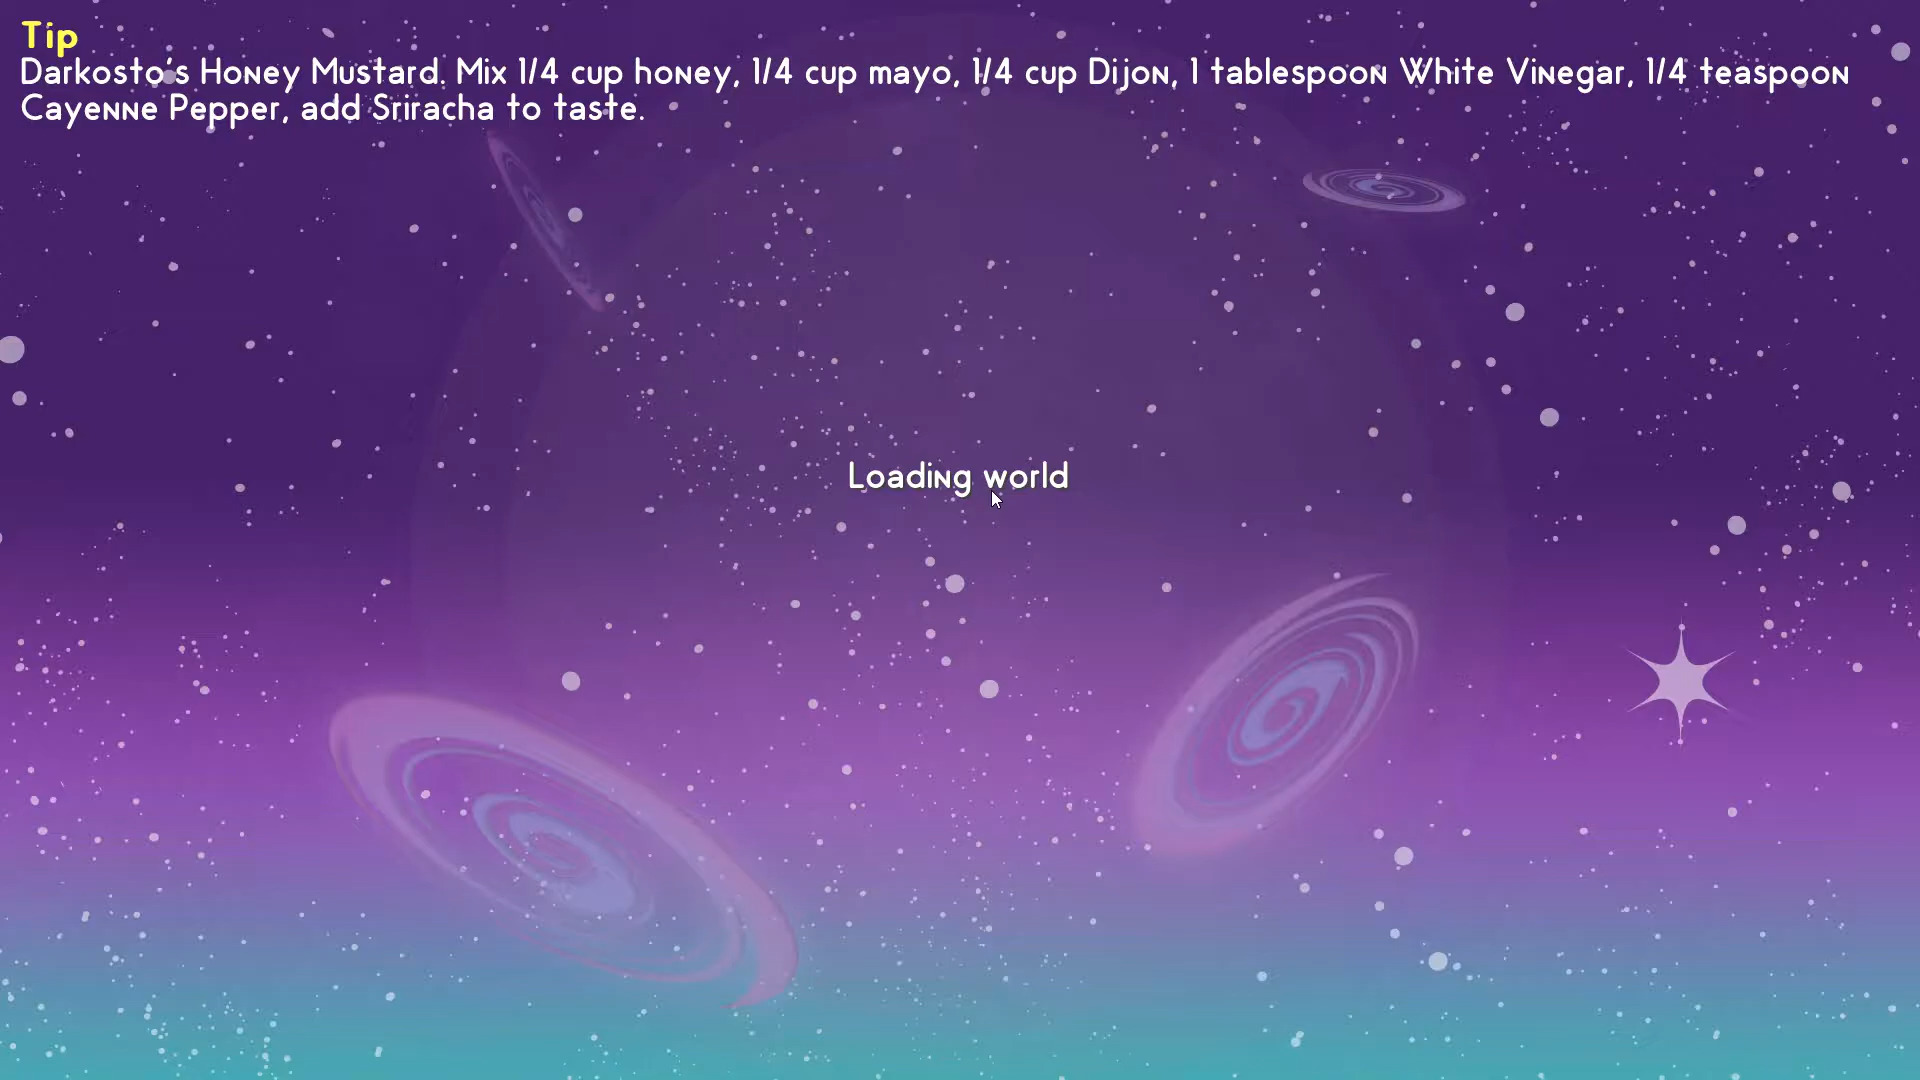 Tip
Darkosto's Honey Mustard. Mix 1/4 cup honey, 1/4 cup mayo, 1/4 cup Dijon, 1 tablespoon White Vinegar, 1/4 teaspoon
Cayenne Pepper, add Sriracha to taste.
Loading world